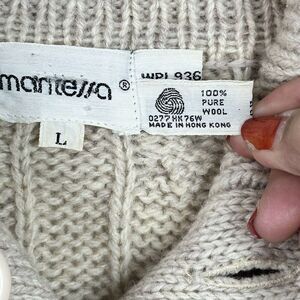 mantessa®
L
WPL 936
100%
PURE
WOOL
0277 HK 76W
MADE IN HONG KONG